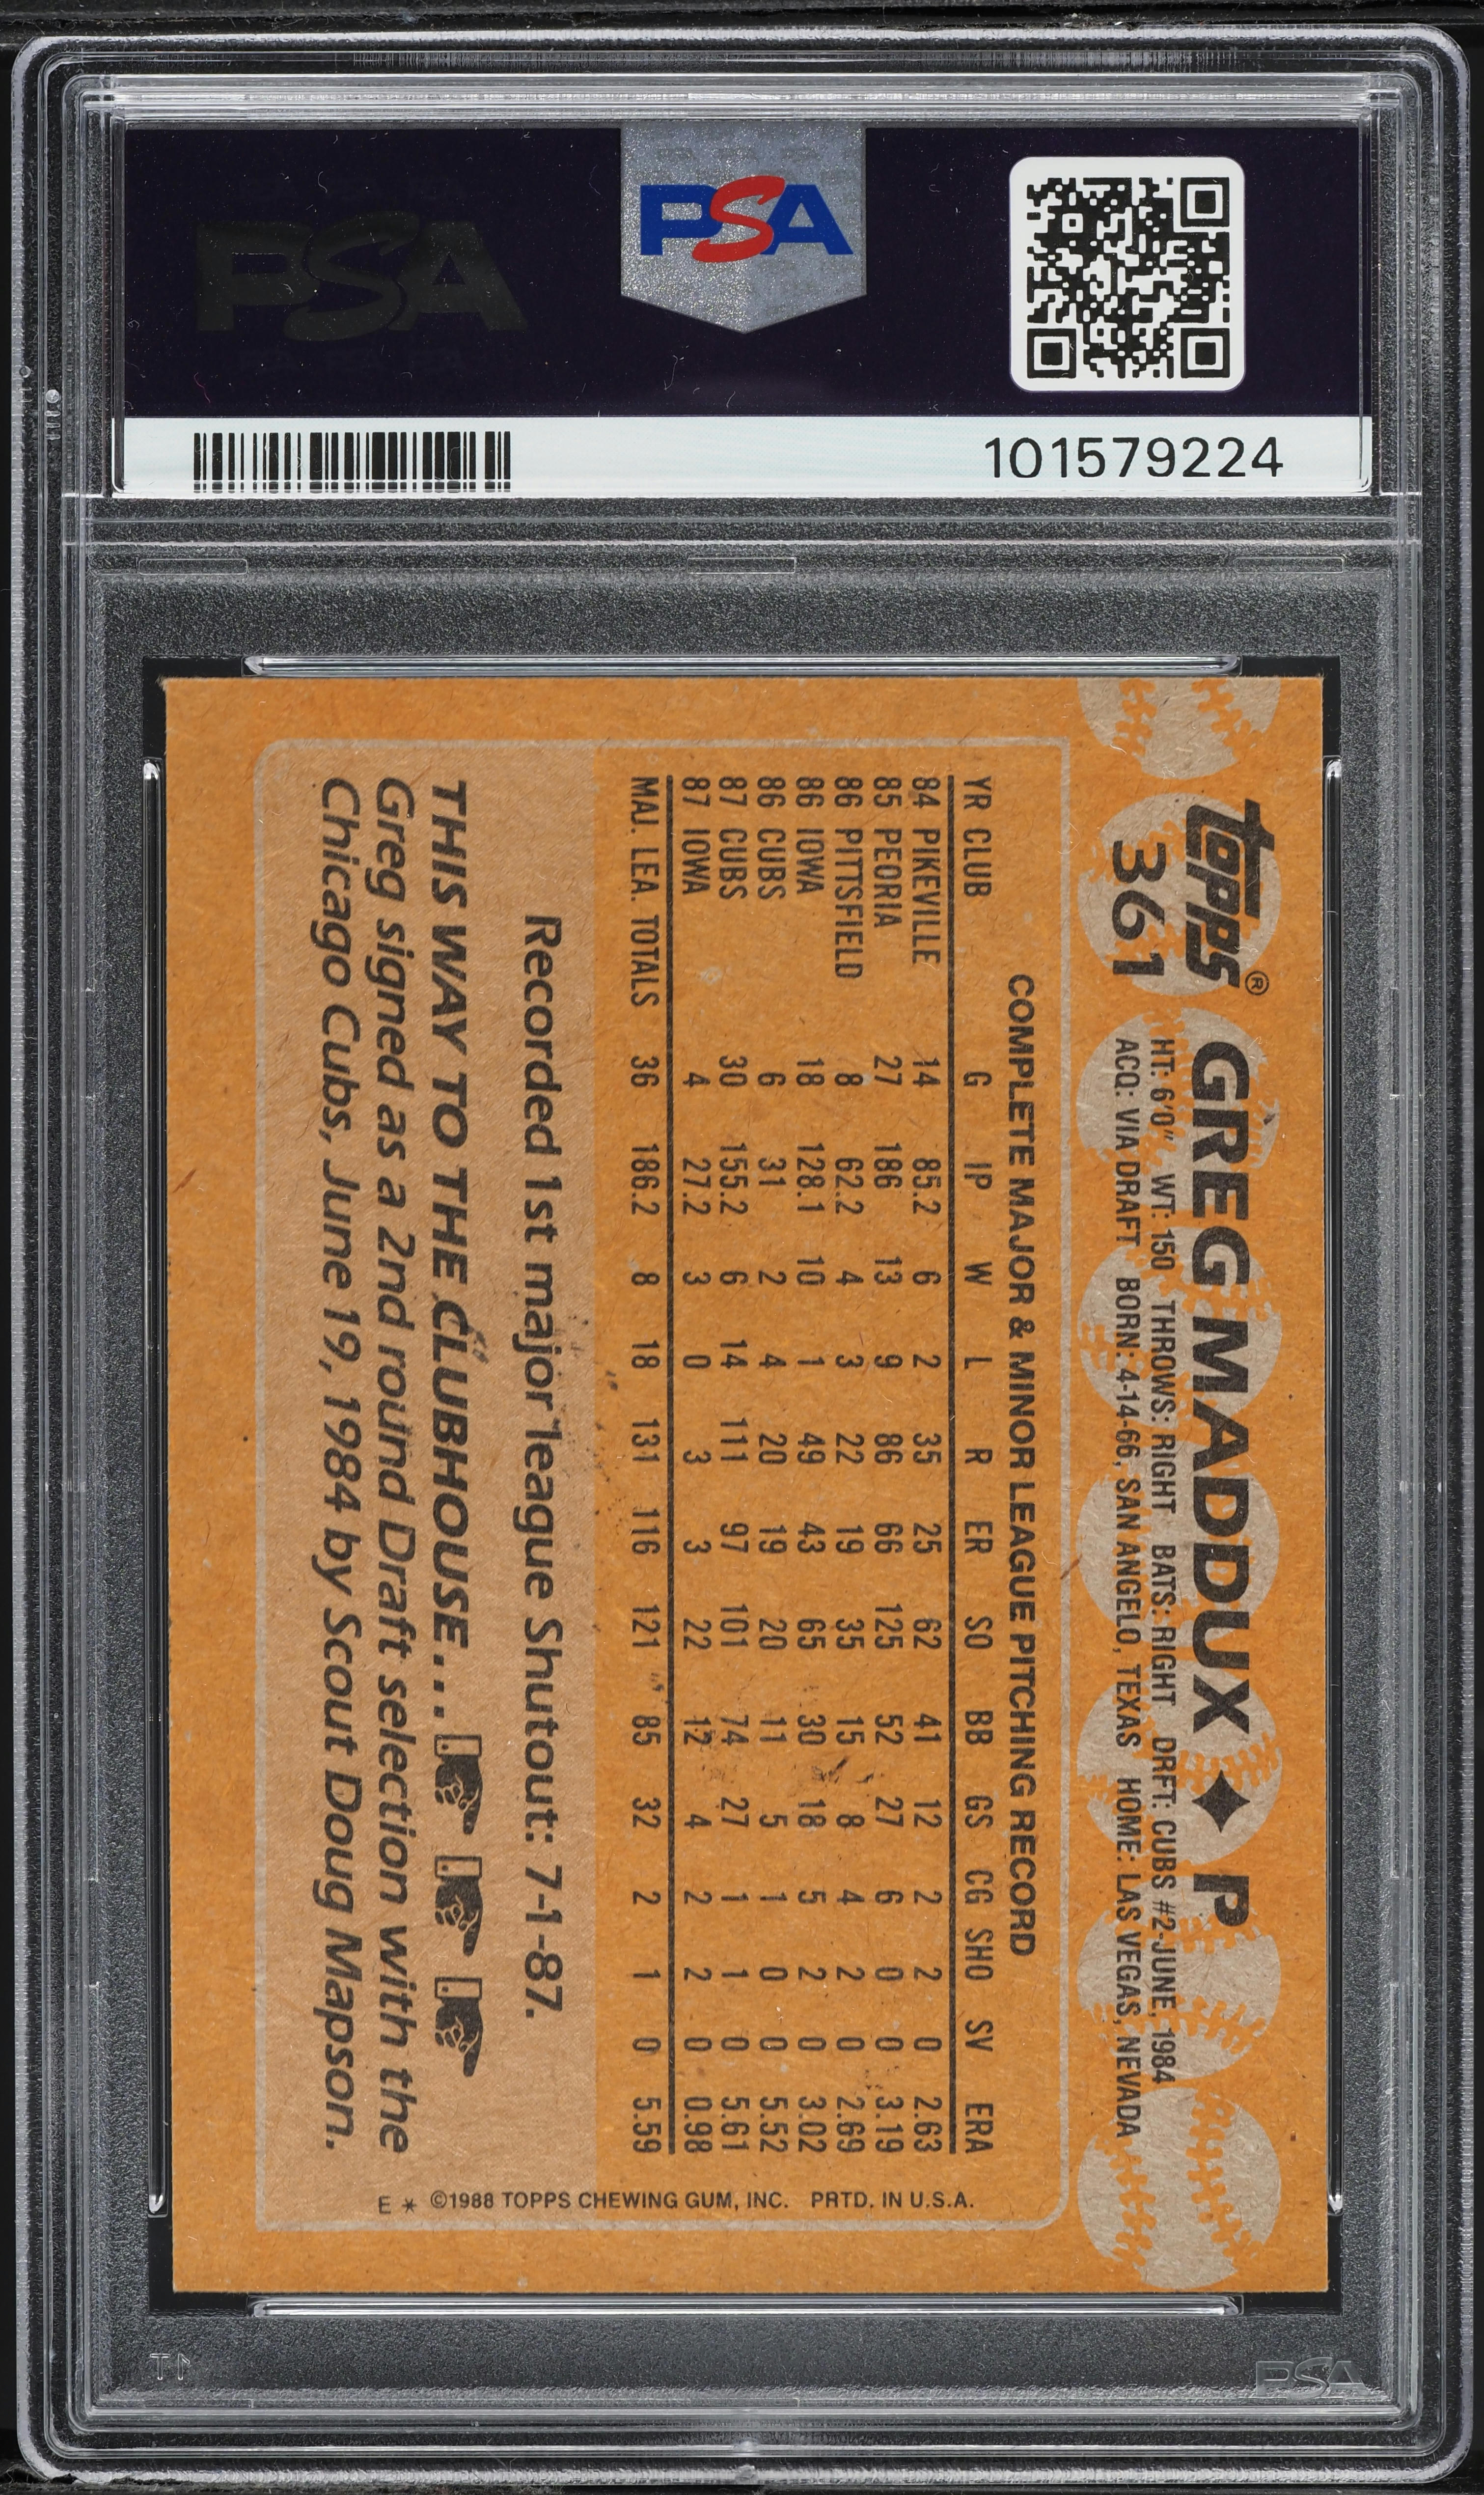 PSA
PSA
101579224
topps®
361
GREG MADDUX ♦ P
HT: 6'0" WT: 150 THROWS: RIGHT BATS: RIGHT DRFT: CUBS #2-JUNE, 1984
ACQ: VIA DRAFT BORN: 4-14-66, SAN ANGELO, TEXAS HOME: LAS VEGAS, NEVADA
COMPLETE MAJOR & MINOR LEAGUE PITCHING RECORD
YR CLUB G IP W L R ER SO BB GS CG SHO SV ERA
84 PIKEVILLE 14 85.2 6 2 35 25 62 41 12 2 2 0 2.63
85 PEORIA 27 186 13 9 86 66 125 52 27 6 0 0 3.19
86 PITTSFIELD 8 62.2 4 3 22 19 35 15 8 4 2 0 2.69
86 IOWA 18 128.1 10 1 49 43 65 30 18 5 2 0 3.02
86 CUBS 6 31 2 4 20 19 20 11 5 1 0 0 5.52
87 CUBS 30 155.2 6 14 111 97 101 74 27 1 1 0 5.61
87 IOWA 4 27.2 3 0 3 3 22 12 4 2 2 0 0.98
MAJ. LEA. TOTALS 36 186.2 8 18 131 116 121 85 32 2 1 0 5.59
Recorded 1st major league Shutout: 7-1-87.
THIS WAY TO THE CLUBHOUSE...
Greg signed as a 2nd round Draft selection with the
Chicago Cubs, June 19, 1984 by Scout Doug Mapson.
E * ©1988 TOPPS CHEWING GUM, INC. PRTD. IN U.S.A.
PSA